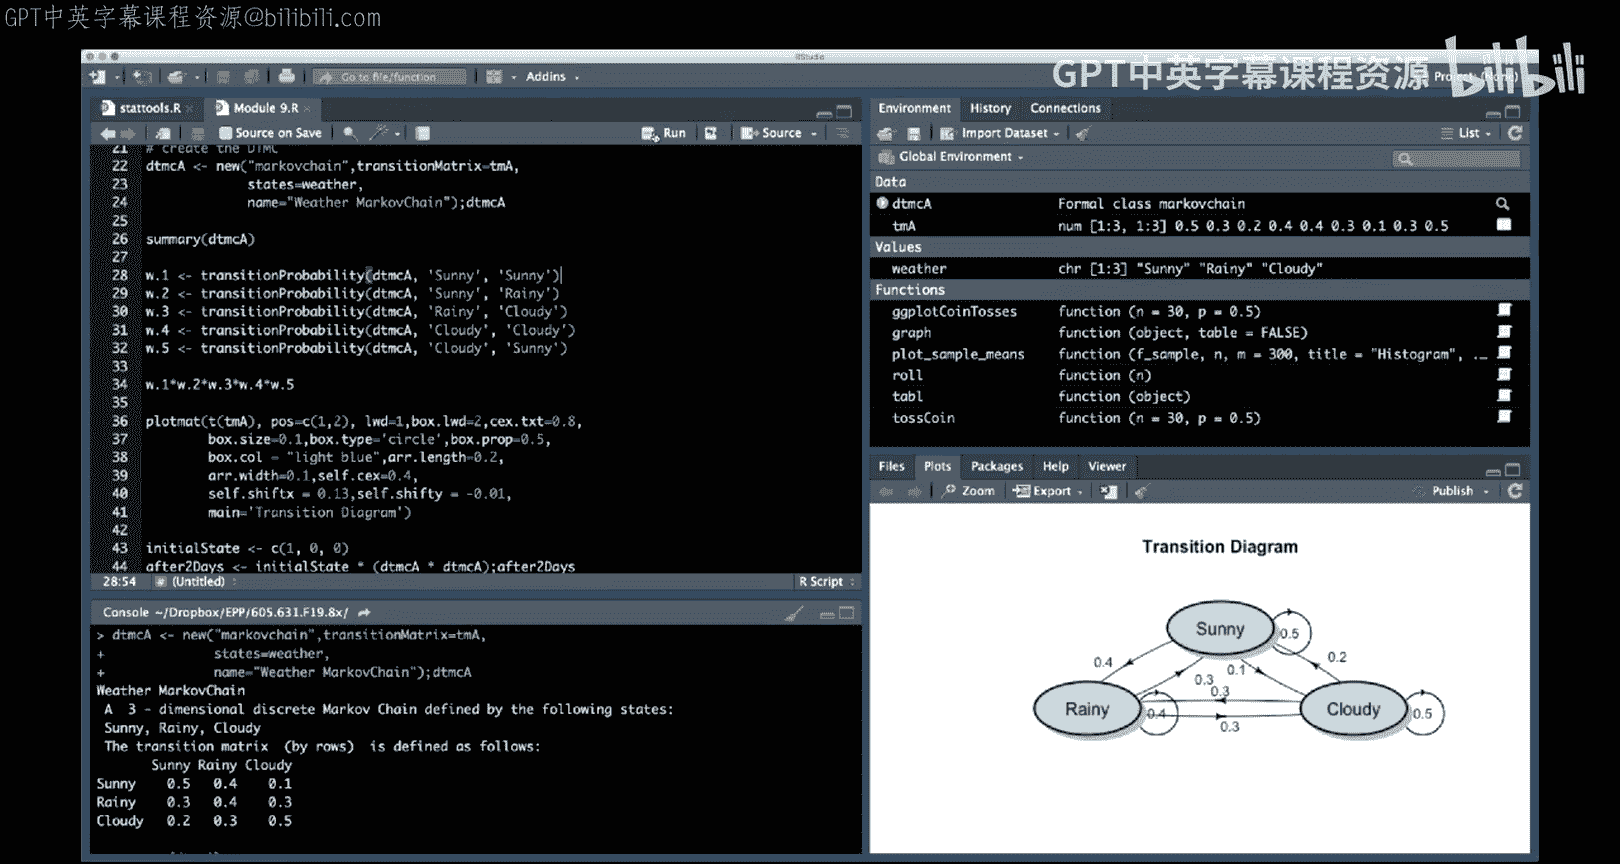 GPT中英字幕课程资源@bilibili.com
GPT中英字幕课程资源 bilibili
RStudio
Go to file/function Addins
stattools.R Module 9.R
Source on Save Run Source
21 # create the DTMC
22 dtmcA <- new("markovchain",transitionMatrix=tmA,
23 states=weather,
24 name="Weather MarkovChain");dtmcA
25
26 summary(dtmcA)
27
28 w.1 <- transitionProbability(dtmcA, 'Sunny', 'Sunny')
29 w.2 <- transitionProbability(dtmcA, 'Sunny', 'Rainy')
30 w.3 <- transitionProbability(dtmcA, 'Rainy', 'Cloudy')
31 w.4 <- transitionProbability(dtmcA, 'Cloudy', 'Cloudy')
32 w.5 <- transitionProbability(dtmcA, 'Cloudy', 'Sunny')
33
34 w.1*w.2*w.3*w.4*w.5
35
36 plotmat(t(tmA), pos=c(1,2), lwd=1,box.lwd=2,cex.txt=0.8,
37 box.size=0.1,box.type='circle',box.prop=0.5,
38 box.col = "light blue",arr.length=0.2,
39 arr.width=0.1,self.cex=0.4,
40 self.shiftx = 0.13,self.shifty = -0.01,
41 main='Transition Diagram')
42
43 initialState <- c(1, 0, 0)
44 after2Days <- initialState * (dtmcA * dtmcA);after2Days
28:54 (Untitled) R Script
Console ~/Dropbox/EPP/605.631.F19.8x/
> dtmcA <- new("markovchain",transitionMatrix=tmA,
+ states=weather,
+ name="Weather MarkovChain");dtmcA
Weather MarkovChain
A 3 - dimensional discrete Markov Chain defined by the following states:
Sunny, Rainy, Cloudy
The transition matrix (by rows) is defined as follows:
Sunny Rainy Cloudy
Sunny 0.5 0.4 0.1
Rainy 0.3 0.4 0.3
Cloudy 0.2 0.3 0.5
Environment History Connections
Import Dataset List
Global Environment
Data
dtmcA Formal class markovchain
tmA num [1:3, 1:3] 0.5 0.3 0.2 0.4 0.4 0.3 0.1 0.3 0.5
Values
weather chr [1:3] "Sunny" "Rainy" "Cloudy"
Functions
ggplotCoinTosses function (n = 30, p = 0.5)
graph function (object, table = FALSE)
plot_sample_means function (f_sample, n, m = 300, title = "Histogram", ...
roll function (n)
tabl function (object)
tossCoin function (n = 30, p = 0.5)
Files Plots Packages Help Viewer
Zoom Export Publish
Transition Diagram
Sunny 0.5
0.4 0.3 0.1 0.2
Rainy 0.4 0.3 0.3 Cloudy 0.5